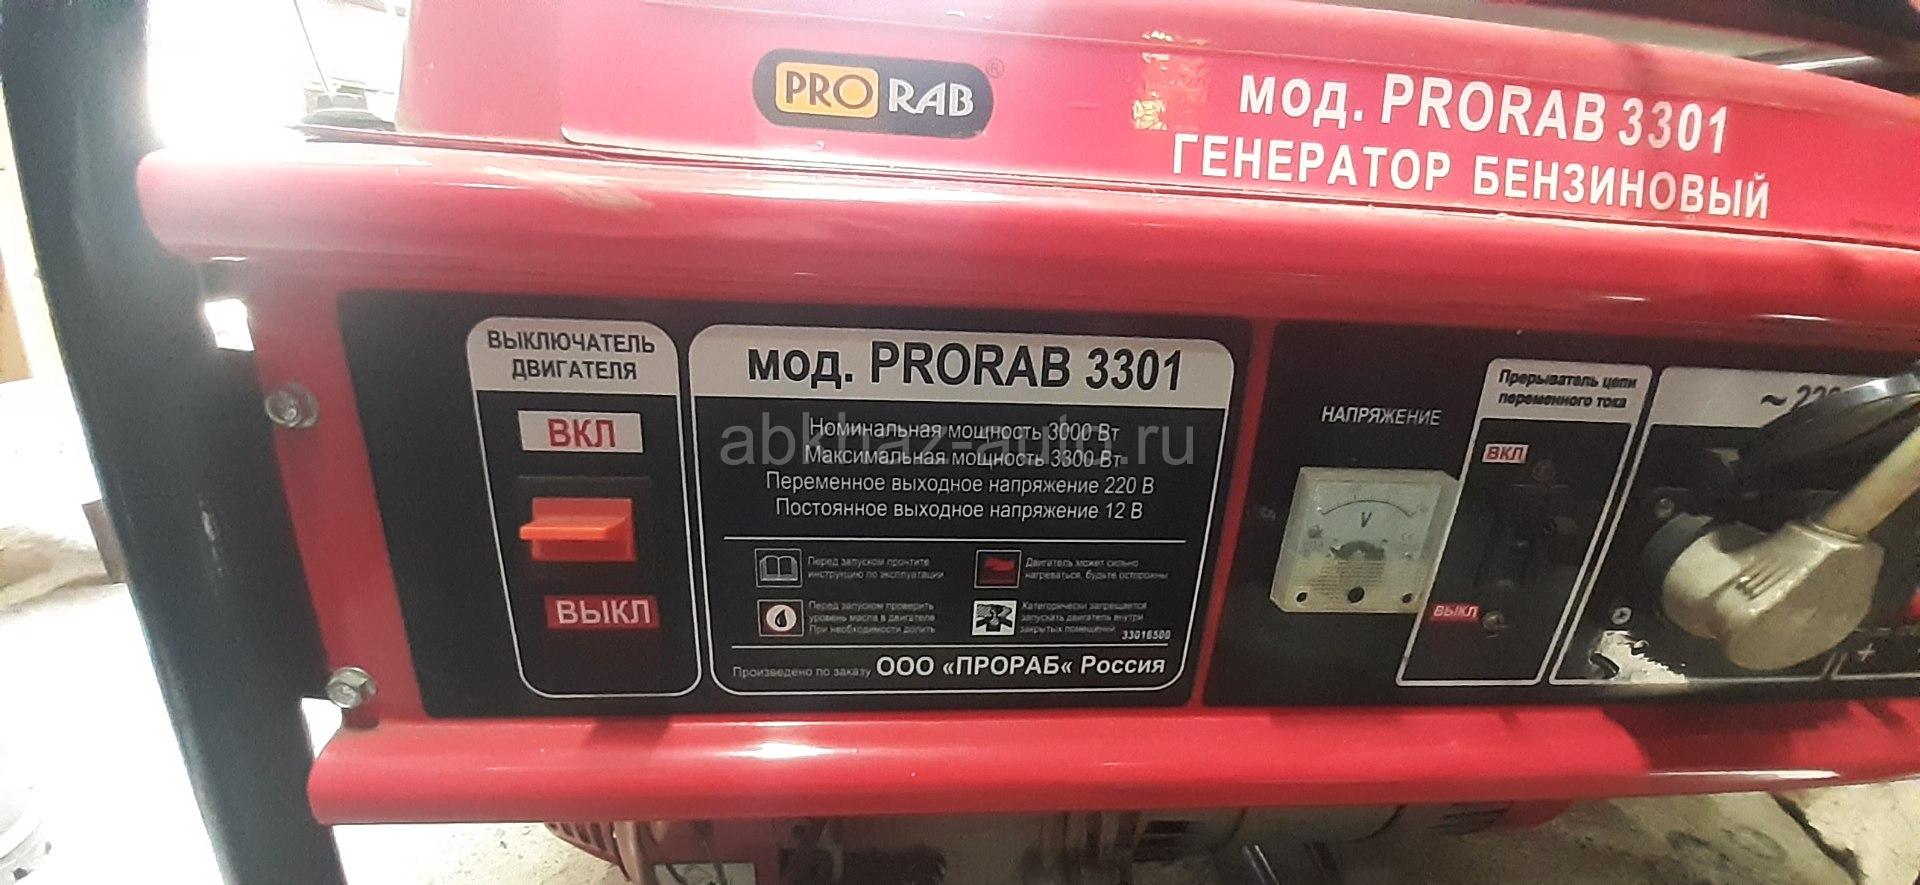 PRO RAB ®
мод. PRORAB 3301
ГЕНЕРАТОР БЕНЗИНОВЫЙ
ВЫКЛЮЧАТЕЛЬ
ДВИГАТЕЛЯ
ВКЛ
ВЫКЛ
мод. PRORAB 3301
Номинальная мощность 3000 Вт
Максимальная мощность 3300 Вт
Переменное выходное напряжение 220 В
Постоянное выходное напряжение 12 В
Перед запуском прочтите
инструкцию по эксплуатации
Двигатель может сильно
нагреваться, будьте осторожны
Перед запуском проверить
уровень масла в двигателе
При необходимости долить
Категорически запрещается
запускать двигатель внутри
закрытых помещений
33016500
Произведено по заказу ООО «ПРОРАБ« Россия
НАПРЯЖЕНИЕ
V
Прерыватель цепи
переменного тока
ВКЛ
ВЫКЛ
~ 220
+
abkhaz-auto.ru